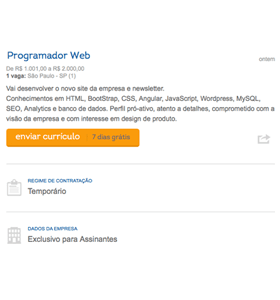 Programador Web
ontem
De R$ 1.001,00 a R$ 2.000,00
1 vaga: São Paulo - SP (1)
Vai desenvolver o novo site da empresa e newsletter.
Conhecimentos em HTML, BootStrap, CSS, Angular, JavaScript, Wordpress, MySQL,
SEO, Analytics e banco de dados. Perfil pró-ativo, atento a detalhes, comprometido com a
visão da empresa e com interesse em design de produto.
enviar currículo 7 dias grátis
REGIME DE CONTRATAÇÃO
Temporário
DADOS DA EMPRESA
Exclusivo para Assinantes